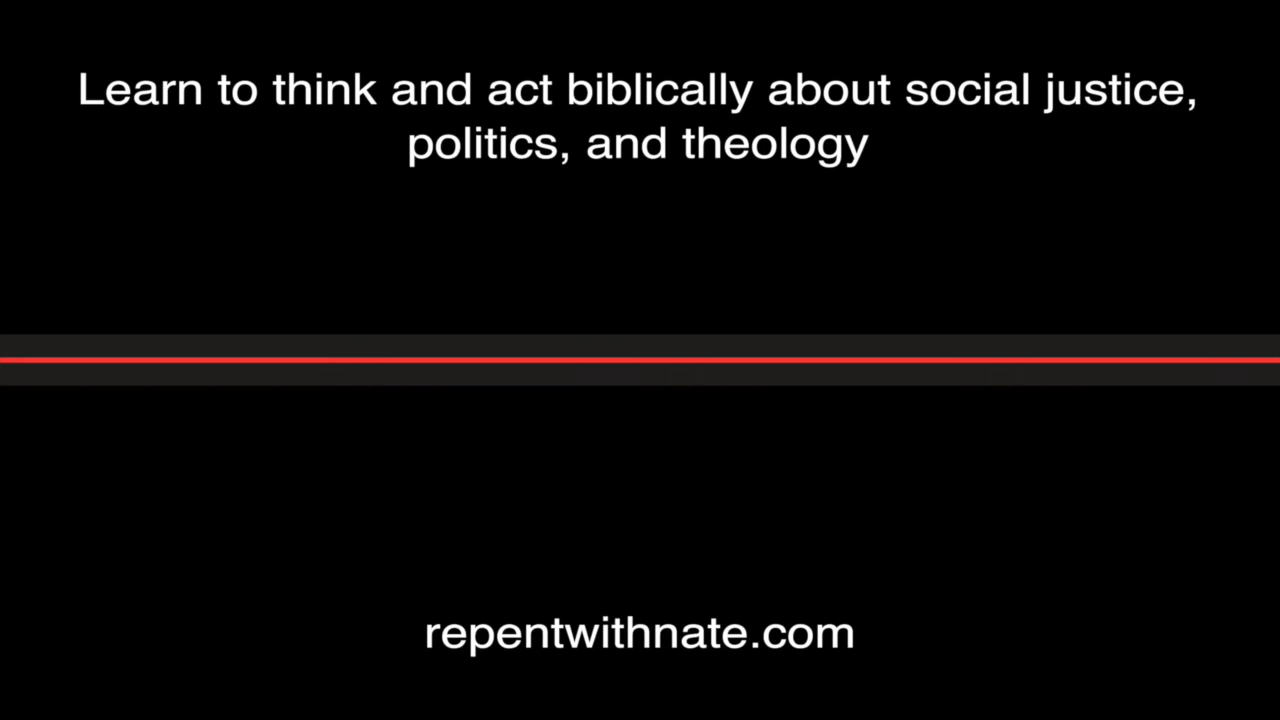 Learn to think and act biblically about social justice,
politics, and theology
repentwithnate.com